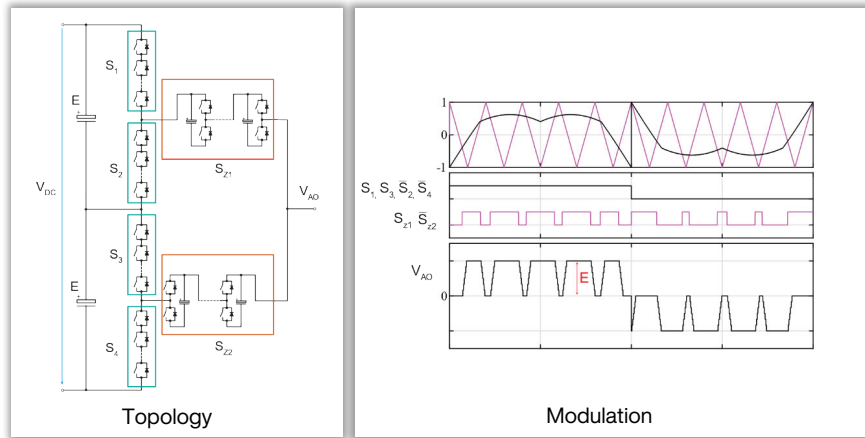 S1
E
+
S2
SZ1
VDC
VAO
S3
E
+
S4
SZ2
Topology
1
0
-1
S1, S3, S̅2, S̅4
Sz1 S̅z2
VAO
E
0
Modulation